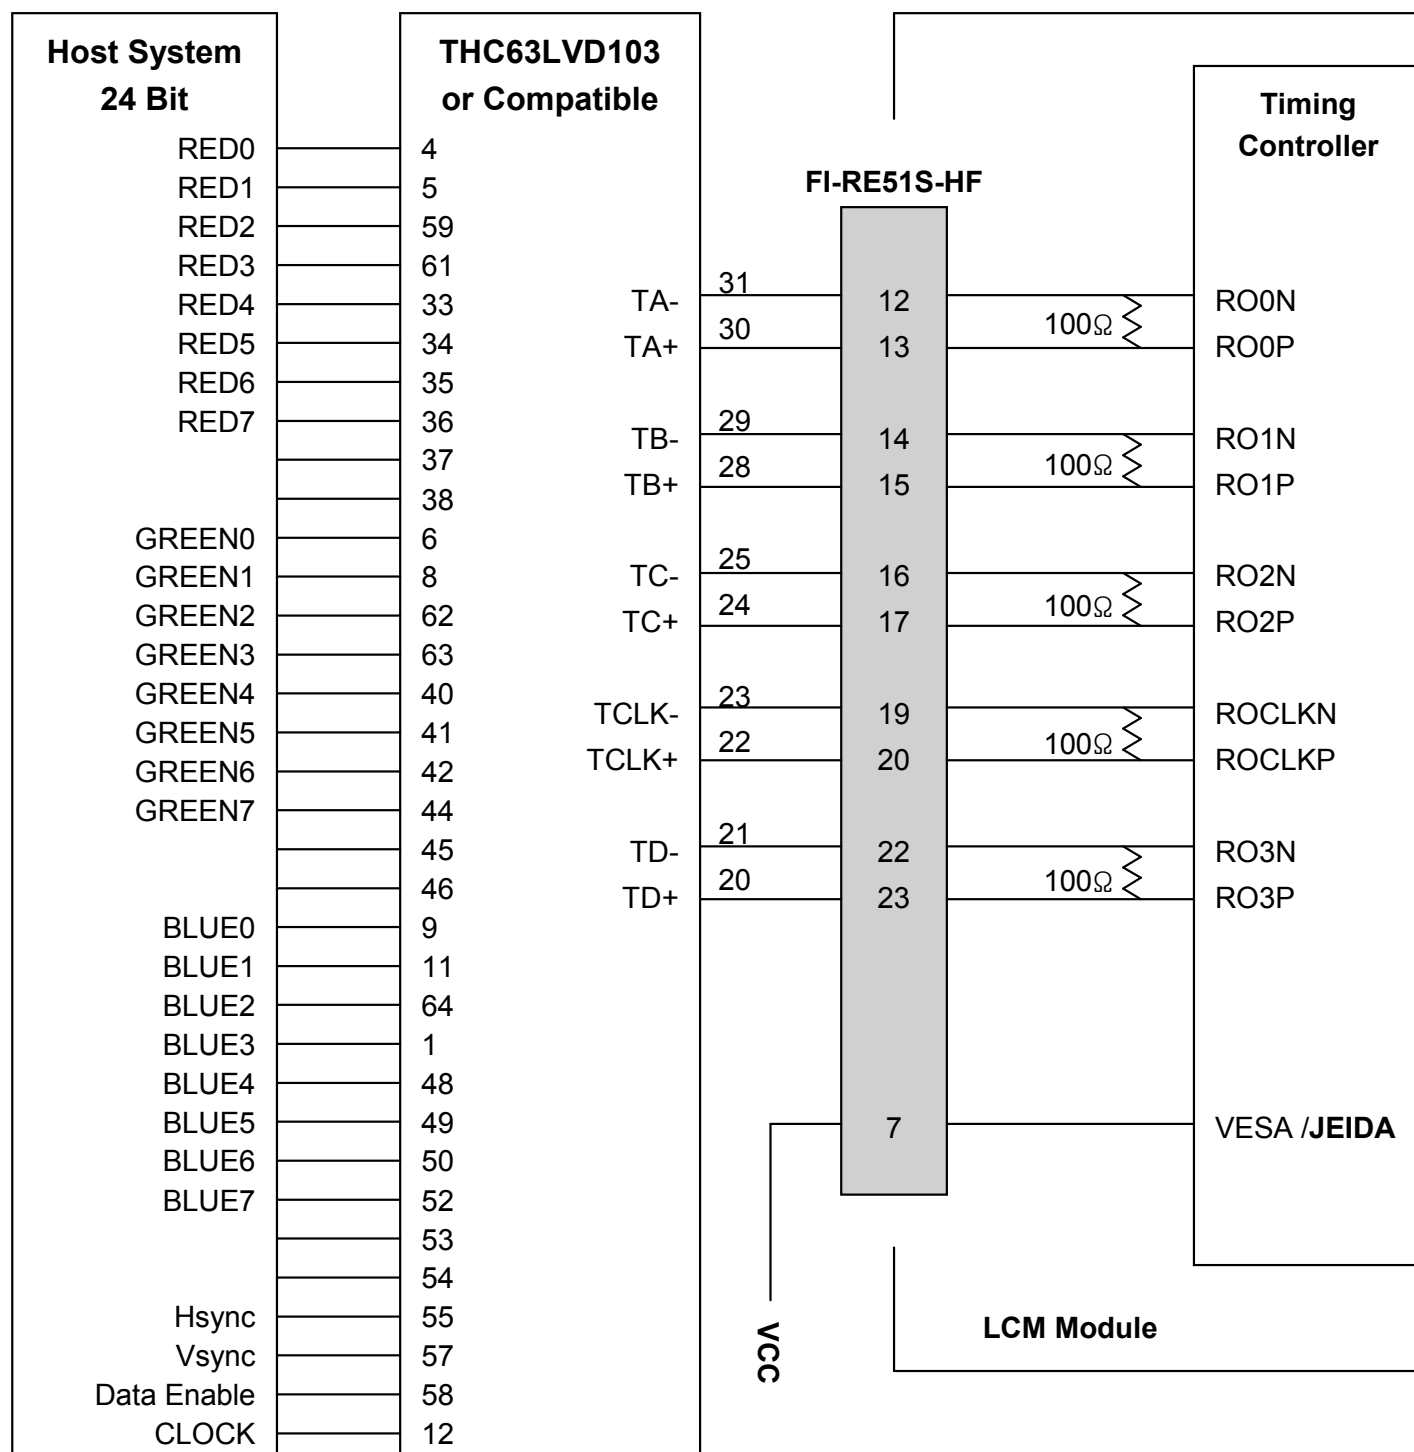 Host System
24 Bit
RED0
RED1
RED2
RED3
RED4
RED5
RED6
RED7
GREEN0
GREEN1
GREEN2
GREEN3
GREEN4
GREEN5
GREEN6
GREEN7
BLUE0
BLUE1
BLUE2
BLUE3
BLUE4
BLUE5
BLUE6
BLUE7
Hsync
Vsync
Data Enable
CLOCK
THC63LVD103
or Compatible
4
5
59
61
33
34
35
36
37
38
6
8
62
63
40
41
42
44
45
46
9
11
64
1
48
49
50
52
53
54
55
57
58
12
TA-
TA+
TB-
TB+
TC-
TC+
TCLK-
TCLK+
TD-
TD+
31
30
29
28
25
24
23
22
21
20
VCC
FI-RE51S-HF
12
13
14
15
16
17
19
20
22
23
7
100Ω
100Ω
100Ω
100Ω
100Ω
Timing
Controller
RO0N
RO0P
RO1N
RO1P
RO2N
RO2P
ROCLKN
ROCLKP
RO3N
RO3P
VESA /JEIDA
LCM Module